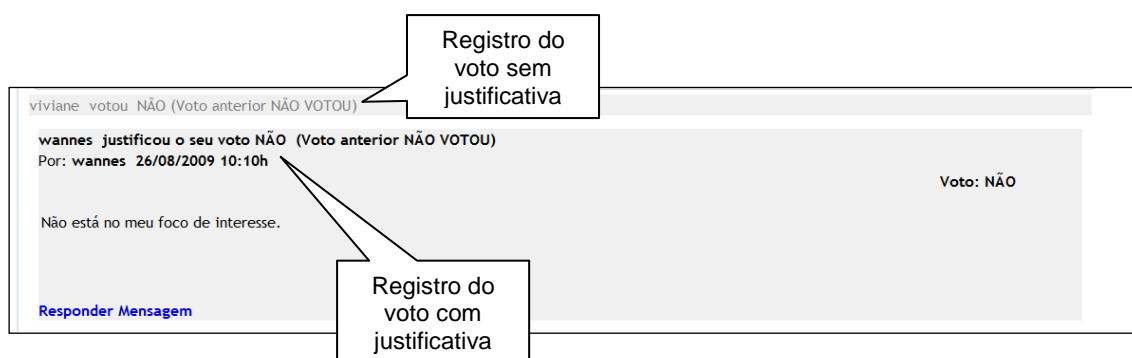 Registro do
voto sem
justificativa
viviane votou NÃO (Voto anterior NÃO VOTOU)
wannes justificou o seu voto NÃO (Voto anterior NÃO VOTOU)
Por: wannes 26/08/2009 10:10h
Voto: NÃO
Não está no meu foco de interesse.
Registro do
voto com
justificativa
Responder Mensagem